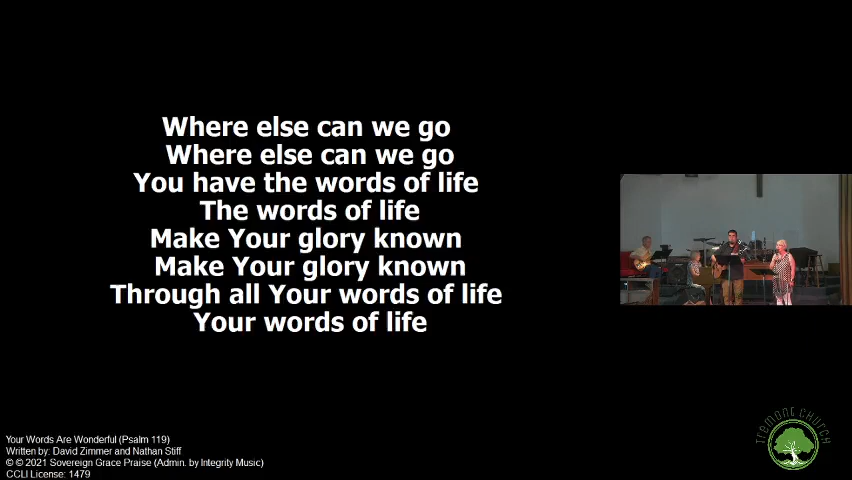 Where else can we go
Where else can we go
You have the words of life
The words of life
Make Your glory known
Make Your glory known
Through all Your words of life
Your words of life
Your Words Are Wonderful (Psalm 119)
Written by: David Zimmer and Nathan Stiff
© © 2021 Sovereign Grace Praise (Admin. by Integrity Music)
CCLI License: 1479
TREMONT CHURCH